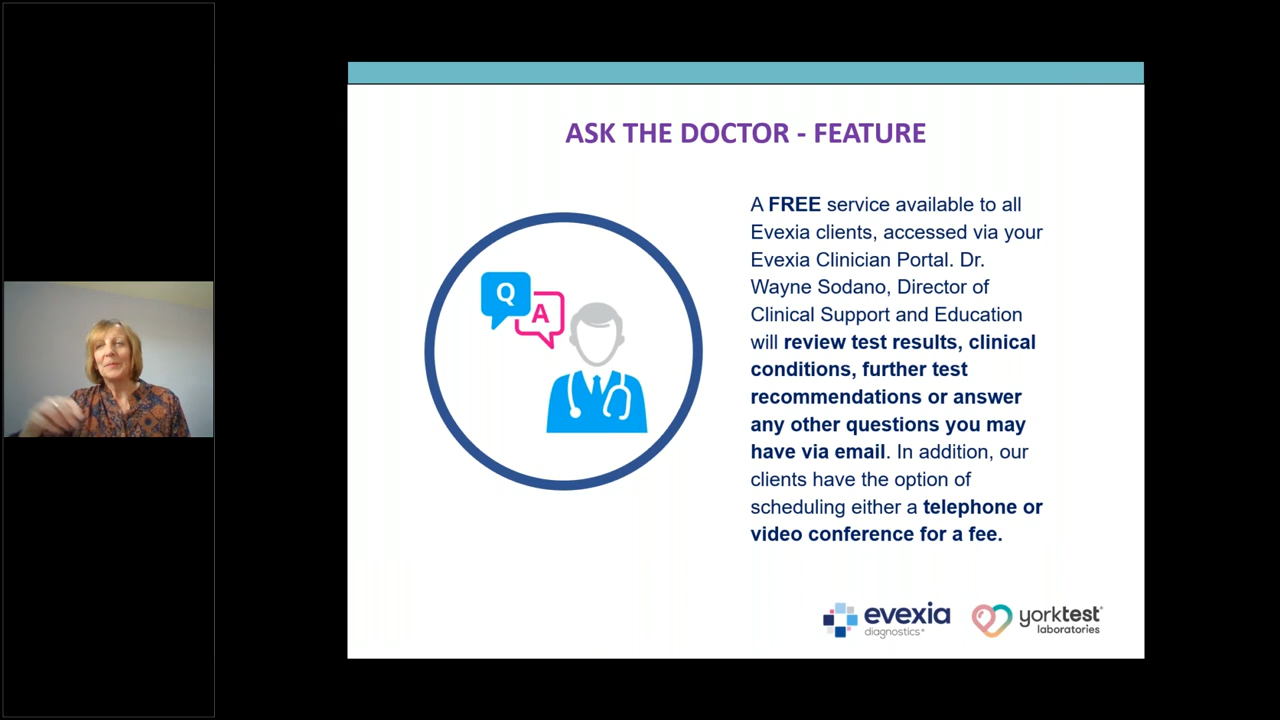 ASK THE DOCTOR - FEATURE
Q
A
A FREE service available to all
Evexia clients, accessed via your
Evexia Clinician Portal. Dr.
Wayne Sodano, Director of
Clinical Support and Education
will review test results, clinical
conditions, further test
recommendations or answer
any other questions you may
have via email. In addition, our
clients have the option of
scheduling either a telephone or
video conference for a fee.
evexia
diagnostics®
yorktest®
laboratories